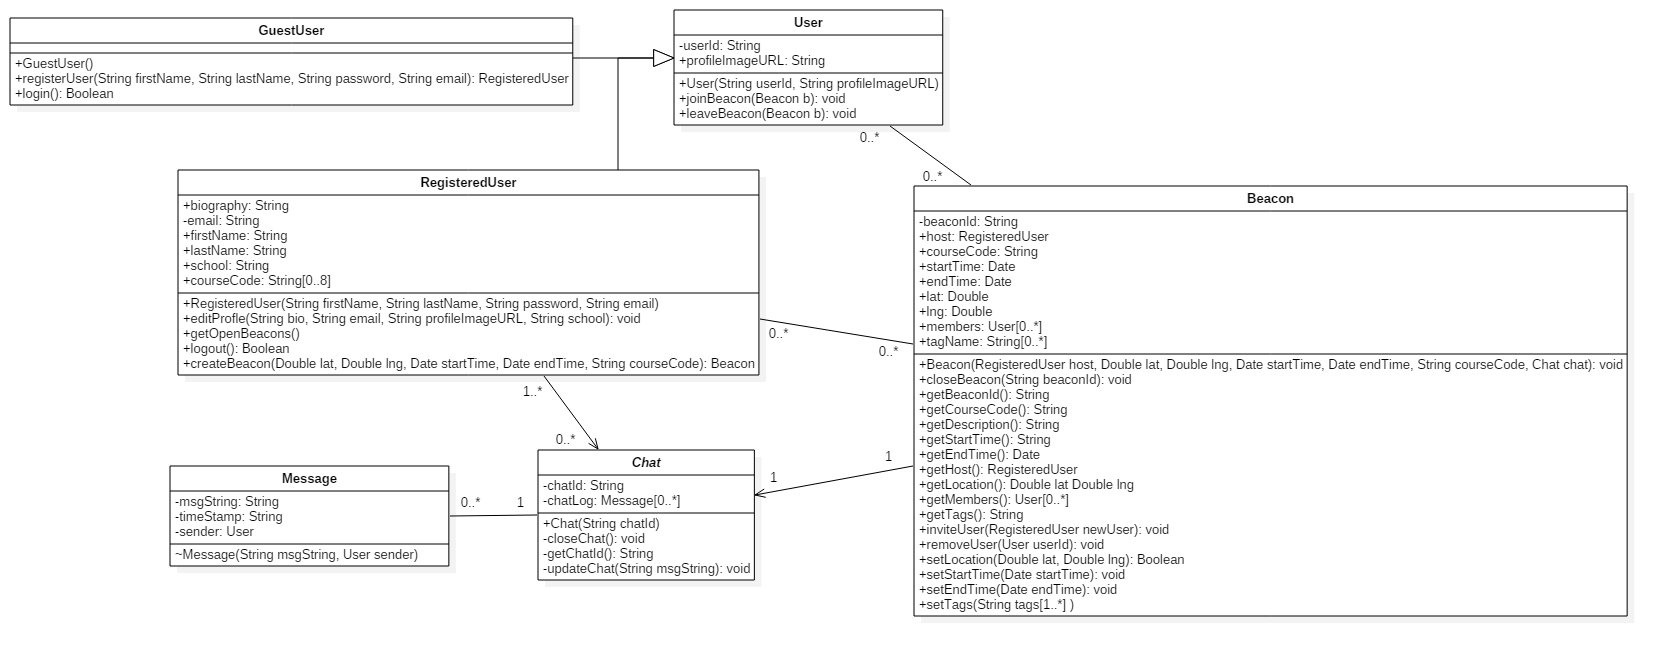 GuestUser
+GuestUser()
+registerUser(String firstName, String lastName, String password, String email): RegisteredUser
+login(): Boolean
User
-userId: String
+profileImageURL: String
+User(String userId, String profileImageURL)
+joinBeacon(Beacon b): void
+leaveBeacon(Beacon b): void
0..*
0..*
RegisteredUser
+biography: String
-email: String
+firstName: String
+lastName: String
+school: String
+courseCode: String[0..8]
+RegisteredUser(String firstName, String lastName, String password, String email)
+editProfle(String bio, String email, String profileImageURL, String school): void
+getOpenBeacons()
+logout(): Boolean
+createBeacon(Double lat, Double lng, Date startTime, Date endTime, String courseCode): Beacon
0..*
0..*
1..*
0..*
Beacon
-beaconId: String
+host: RegisteredUser
+courseCode: String
+startTime: Date
+endTime: Date
+lat: Double
+lng: Double
+members: User[0..*]
+tagName: String[0..*]
+Beacon(RegisteredUser host, Double lat, Double lng, Date startTime, Date endTime, String courseCode, Chat chat): void
+closeBeacon(String beaconId): void
+getBeaconId(): String
+getCourseCode(): String
+getDescription(): String
+getStartTime(): String
+getEndTime(): Date
+getHost(): RegisteredUser
+getLocation(): Double lat Double lng
+getMembers(): User[0..*]
+getTags(): String
+inviteUser(RegisteredUser newUser): void
+removeUser(User userId): void
+setLocation(Double lat, Double lng): Boolean
+setStartTime(Date startTime): void
+setEndTime(Date endTime): void
+setTags(String tags[1..*] )
1
1
Chat
-chatId: String
-chatLog: Message[0..*]
+Chat(String chatId)
-closeChat(): void
-getChatId(): String
-updateChat(String msgString): void
0..*
1
Message
-msgString: String
-timeStamp: String
-sender: User
~Message(String msgString, User sender)